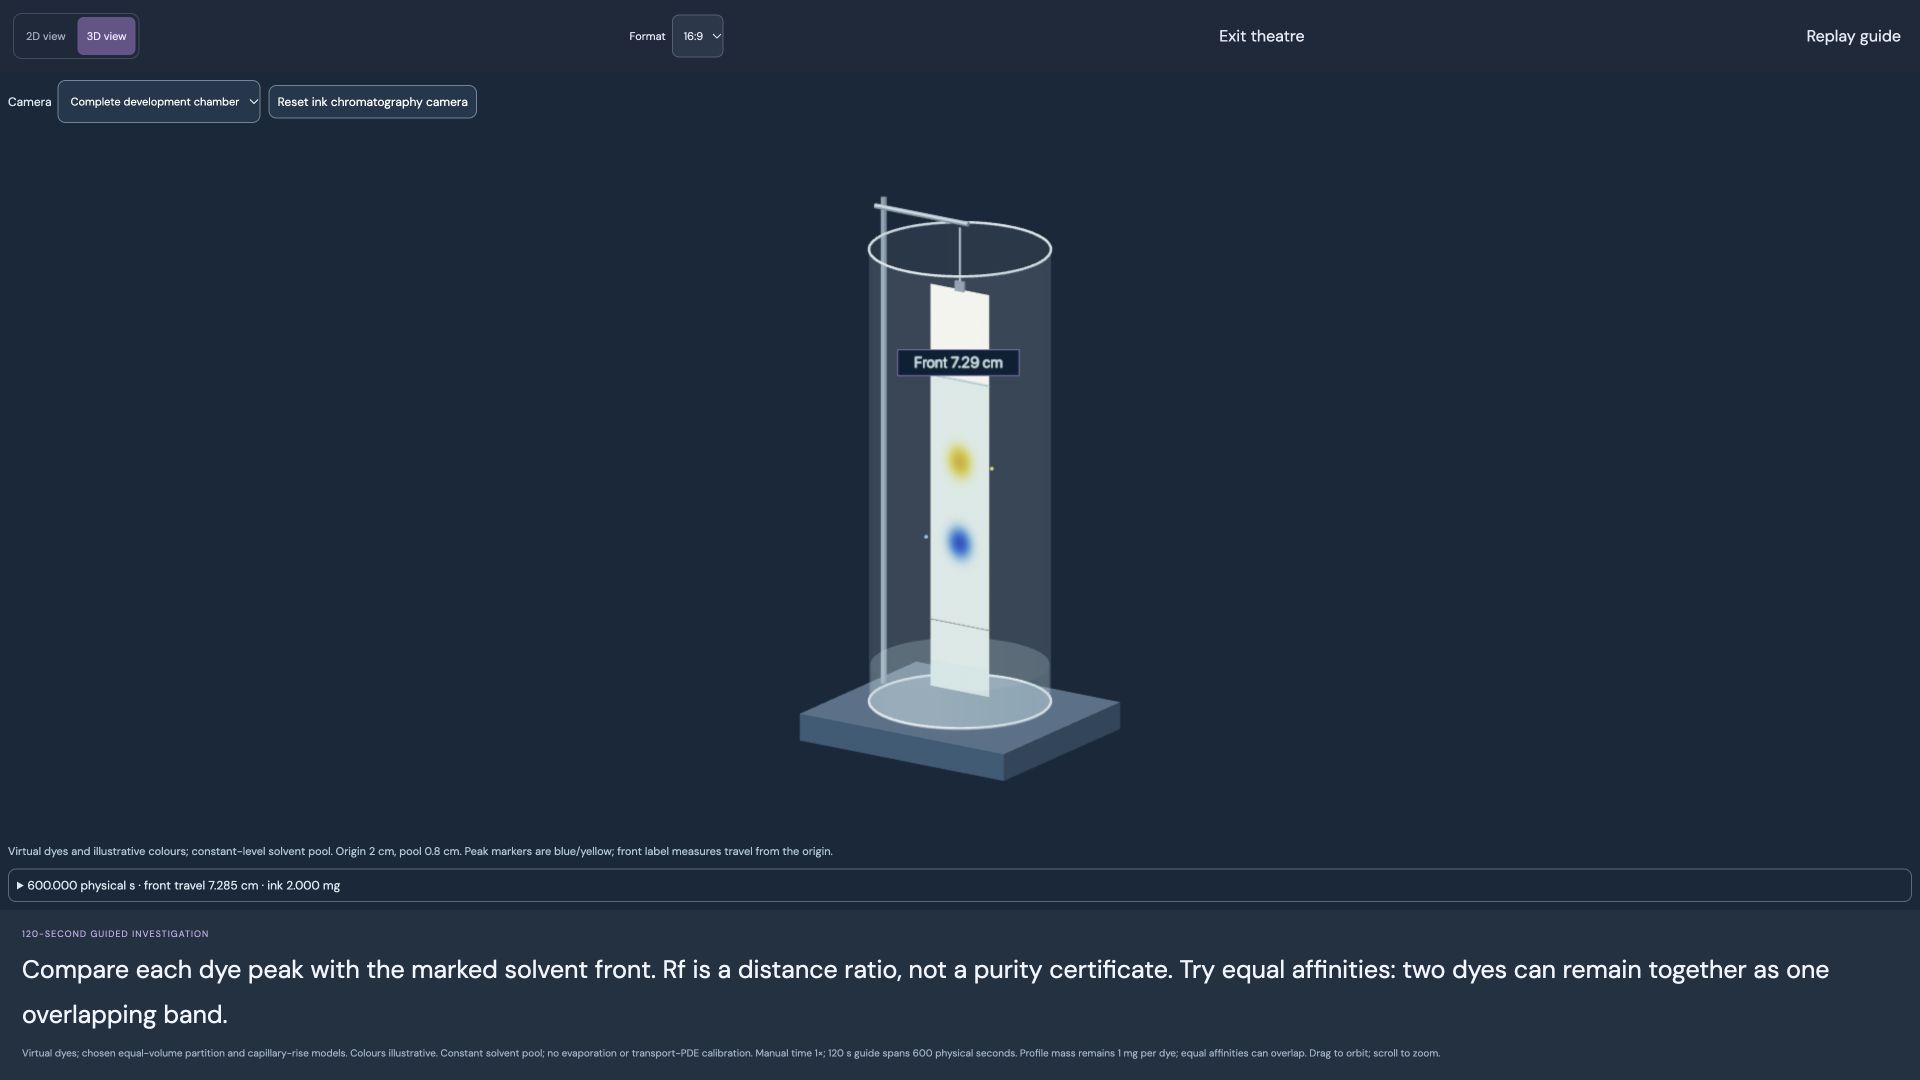 2D view
3D view
Format
16:9
Exit theatre
Replay guide
Camera
Complete development chamber
Reset ink chromatography camera
Front 7.29 cm
Virtual dyes and illustrative colours; constant-level solvent pool. Origin 2 cm, pool 0.8 cm. Peak markers are blue/yellow; front label measures travel from the origin.
600.000 physical s · front travel 7.285 cm · ink 2.000 mg
120-SECOND GUIDED INVESTIGATION
Compare each dye peak with the marked solvent front. Rf is a distance ratio, not a purity certificate. Try equal affinities: two dyes can remain together as one
overlapping band.
Virtual dyes; chosen equal-volume partition and capillary-rise models. Colours illustrative. Constant solvent pool; no evaporation or transport-PDE calibration. Manual time 1×; 120 s guide spans 600 physical seconds. Profile mass remains 1 mg per dye; equal affinities can overlap. Drag to orbit; scroll to zoom.